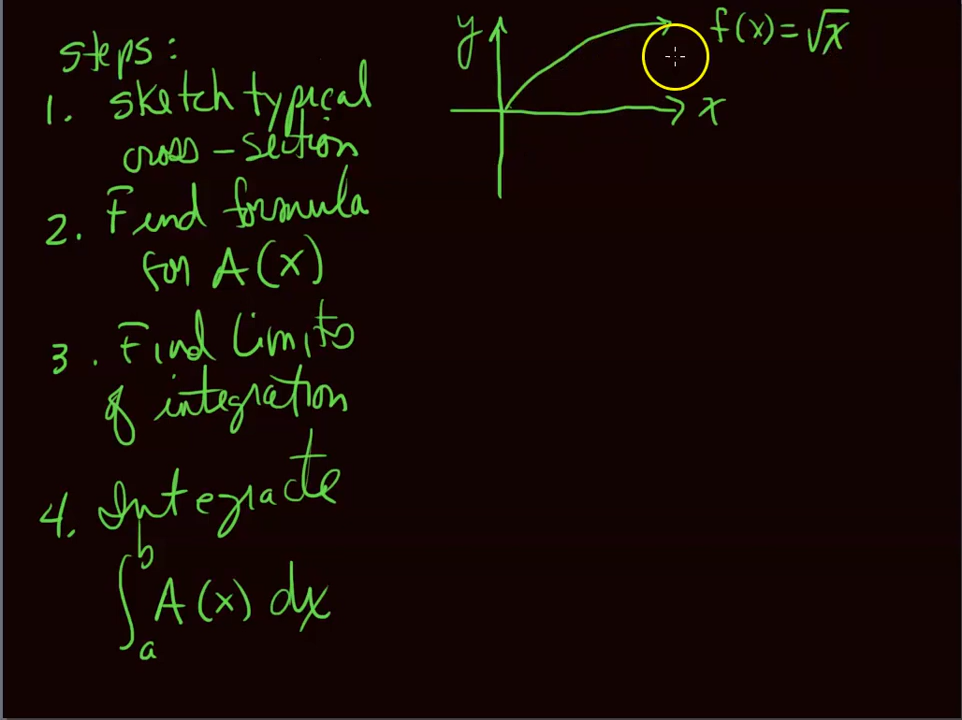 steps:
1. sketch typical
cross-section
2. Find formula
for A(x)
3. Find limits
of integration
4. Integrate
∫_a^b A(x) dx
y
f(x) = √x
x